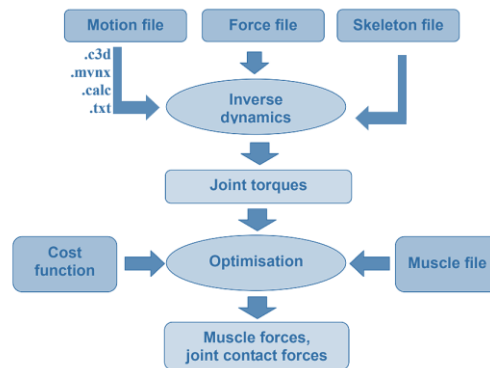 Motion file
Force file
Skeleton file
.c3d
.mvnx
.calc
.txt
Inverse
dynamics
Joint torques
Cost
function
Optimisation
Muscle file
Muscle forces,
joint contact forces